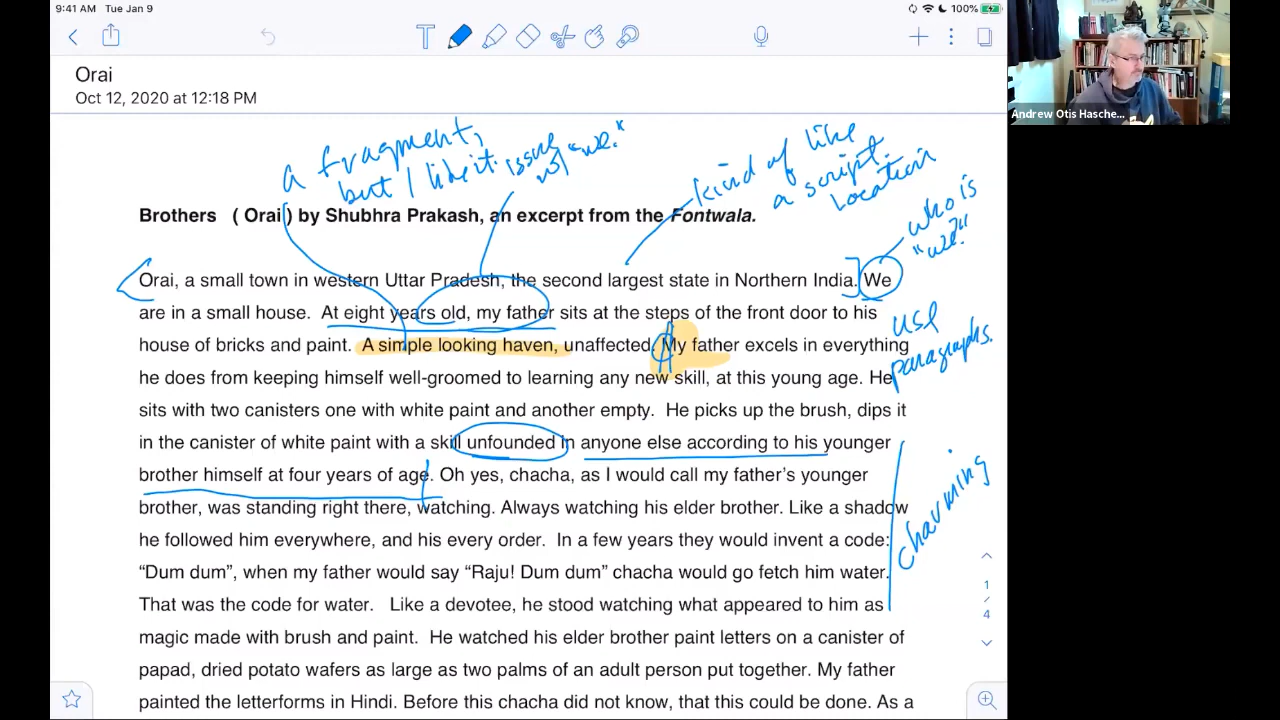 9:41 AM Tue Jan 9
100%
Orai
Oct 12, 2020 at 12:18 PM
Andrew Otis Hasche...
a fragment,
but I like it.
issue
w/ "we."
kind of like
a script
location
who is
"we?"
Brothers ( Orai ) by Shubhra Prakash, an excerpt from the Fontwala.
Orai, a small town in western Uttar Pradesh, the second largest state in Northern India. We
are in a small house. At eight years old, my father sits at the steps of the front door to his
house of bricks and paint. A simple looking haven, unaffected. My father excels in everything
he does from keeping himself well-groomed to learning any new skill, at this young age. He
sits with two canisters one with white paint and another empty. He picks up the brush, dips it
in the canister of white paint with a skill unfounded in anyone else according to his younger
brother himself at four years of age. Oh yes, chacha, as I would call my father's younger
brother, was standing right there, watching. Always watching his elder brother. Like a shadow
he followed him everywhere, and his every order. In a few years they would invent a code:
“Dum dum”, when my father would say “Raju! Dum dum” chacha would go fetch him water.
That was the code for water. Like a devotee, he stood watching what appeared to him as
magic made with brush and paint. He watched his elder brother paint letters on a canister of
papad, dried potato wafers as large as two palms of an adult person put together. My father
painted the letterforms in Hindi. Before this chacha did not know, that this could be done. As a
use
paragraphs.
charming
1
/
4